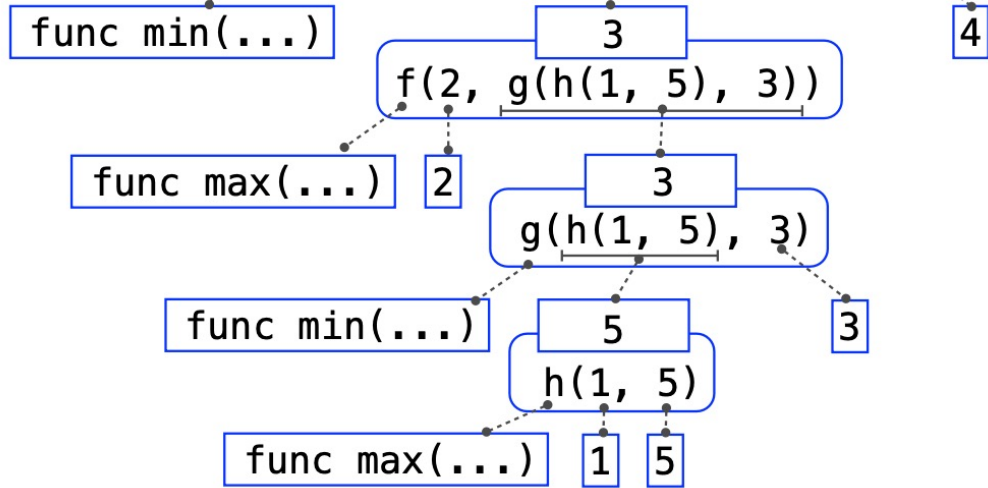 func min(...)
3
4
f(2, g(h(1, 5), 3))
func max(...)
2
3
g(h(1, 5), 3)
func min(...)
5
3
h(1, 5)
func max(...)
1
5